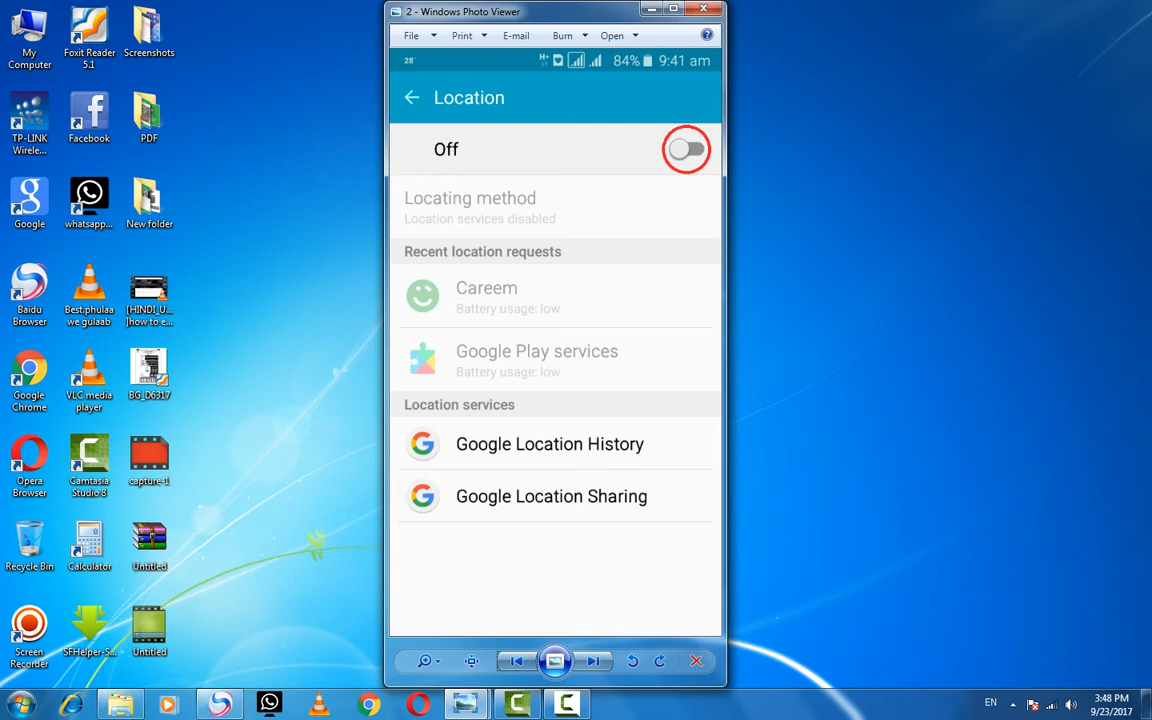 2 - Windows Photo Viewer
File Print E-mail Burn Open
28°
H+ 84% 9:41 am
Location
Off
Locating method
Location services disabled
Recent location requests
Careem
Battery usage: low
Google Play services
Battery usage: low
Location services
Google Location History
Google Location Sharing
My Computer
Foxit Reader 5.1
Screenshots
TP-LINK Wirele...
Facebook
PDF
Google
whatsapp...
New folder
Baidu Browser
Best.phulaa we gulaab
[HINDI_U... ]how to e...
Google Chrome
VLC media player
BG_D6317
Opera Browser
Camtasia Studio 8
capture-1
Recycle Bin
Calculator
Untitled
Screen Recorder
SFHelper-S...
Untitled
EN
3:48 PM
9/23/2017